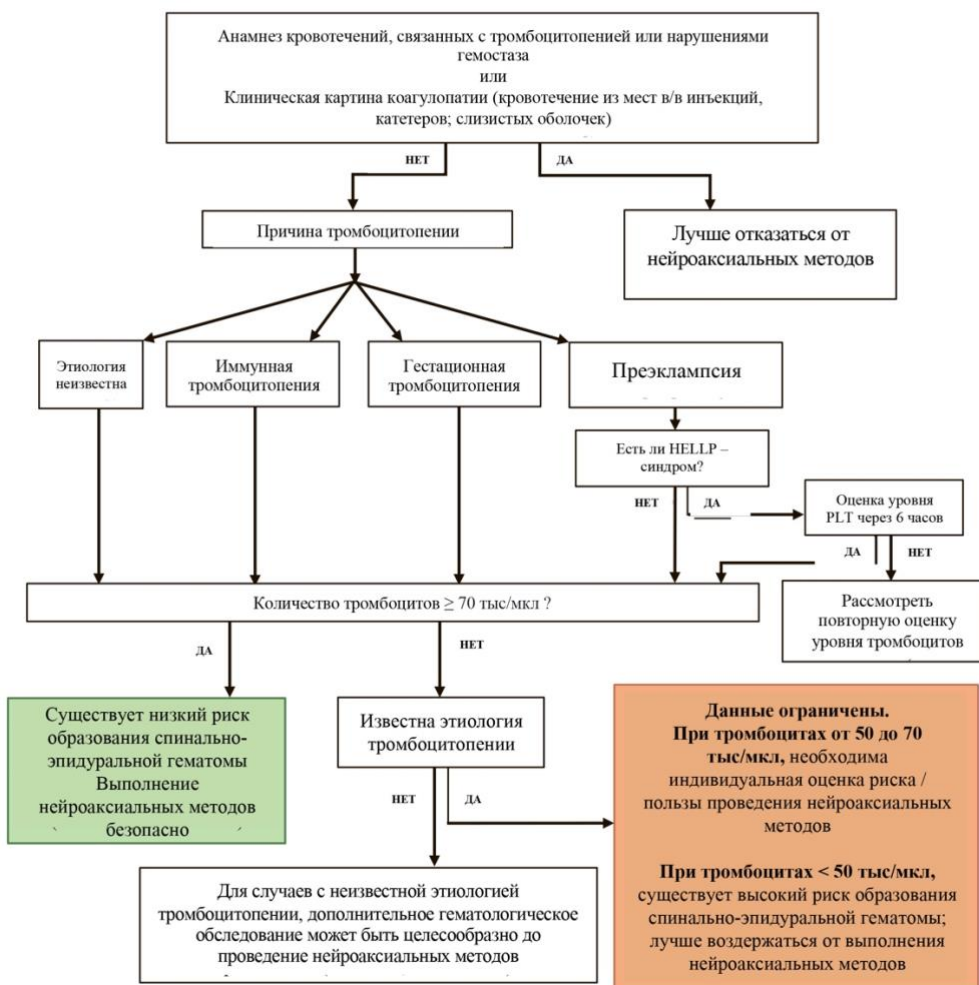 Анамнез кровотечений, связанных с тромбоцитопенией или нарушениями
гемостаза
или
Клиническая картина коагулопатии (кровотечение из мест в/в инъекций,
катетеров; слизистых оболочек)
НЕТ
ДА
Причина тромбоцитопении
Лучше отказаться от
нейроаксиальных методов
Этиология
неизвестна
Иммунная
тромбоцитопения
Гестационная
тромбоцитопения
Преэклампсия
Есть ли HELLP –
синдром?
НЕТ
ДА
Оценка уровня
PLT через 6 часов
ДА
НЕТ
Количество тромбоцитов ≥ 70 тыс/мкл ?
Рассмотреть
повторную оценку
уровня тромбоцитов
ДА
НЕТ
Существует низкий риск
образования спинально-
эпидуральной гематомы
Выполнение
нейроаксиальных методов
безопасно
Известна этиология
тромбоцитопении
НЕТ
ДА
Данные ограничены.
При тромбоцитах от 50 до 70
тыс/мкл, необходима
индивидуальная оценка риска /
пользы проведения нейроаксиальных
методов
При тромбоцитах < 50 тыс/мкл,
существует высокий риск образования
спинально-эпидуральной гематомы;
лучше воздержаться от выполнения
нейроаксиальных методов
Для случаев с неизвестной этиологией
тромбоцитопении, дополнительное гематологическое
обследование может быть целесообразно до
проведение нейроаксиальных методов